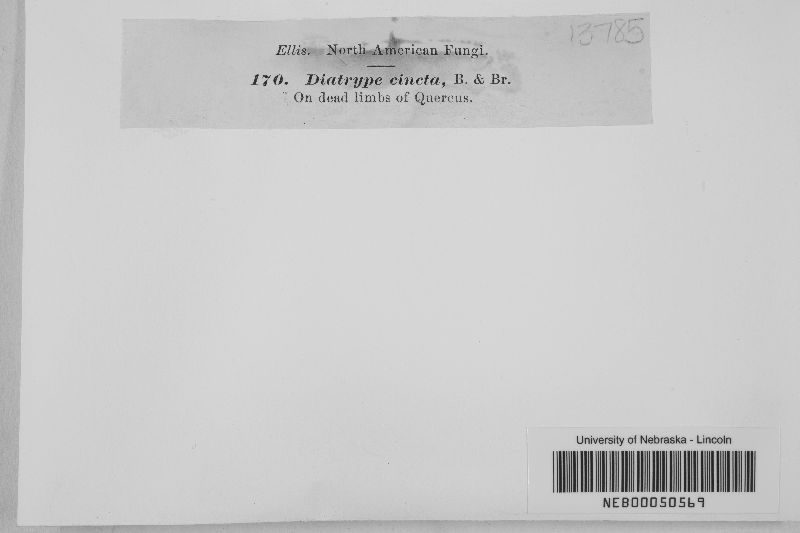 13785
Ellis. North American Fungi.
170. Diatrype cincta, B. & Br.
On dead limbs of Quercus.
University of Nebraska - Lincoln
NEB00050569